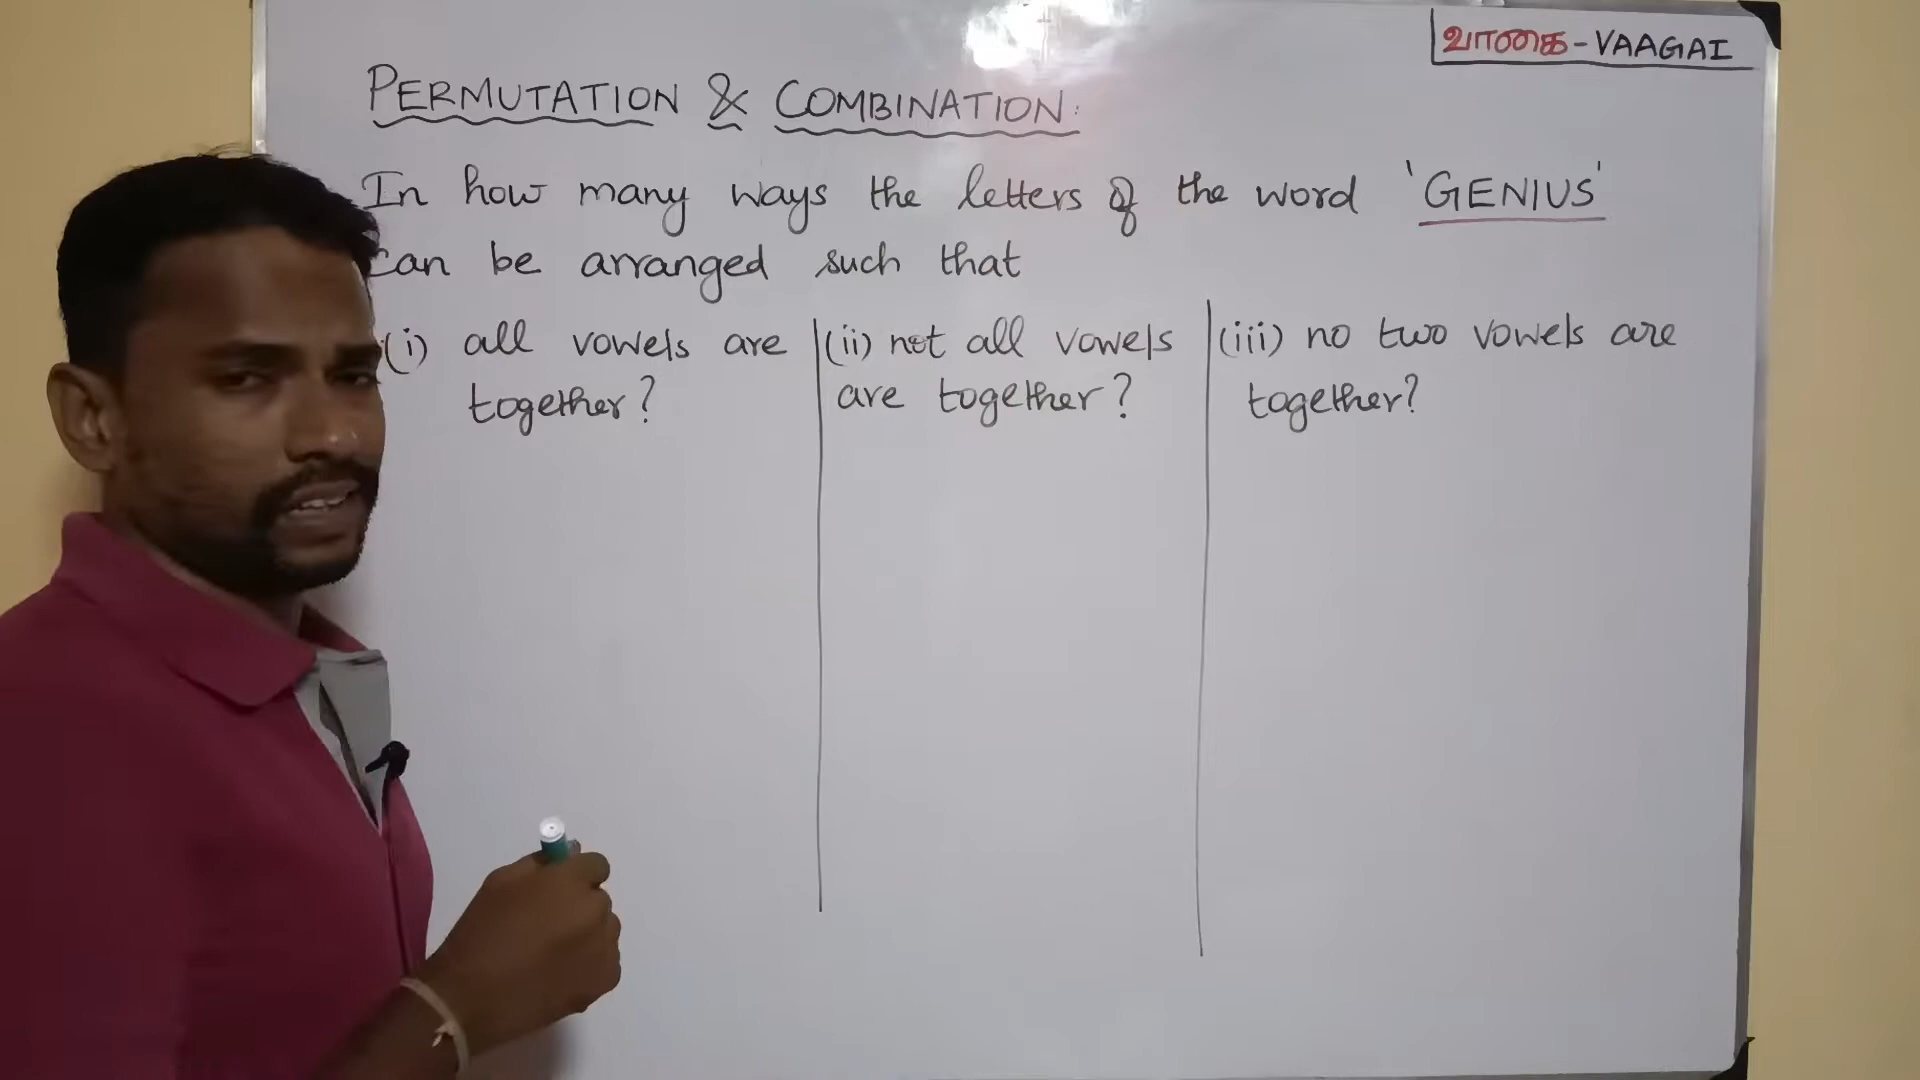 வாகை - VAAGAI
PERMUTATION & COMBINATION:
In how many ways the letters of the word 'GENIUS'
can be arranged such that
(i) all vowels are
together?
(ii) not all vowels
are together?
(iii) no two vowels are
together?